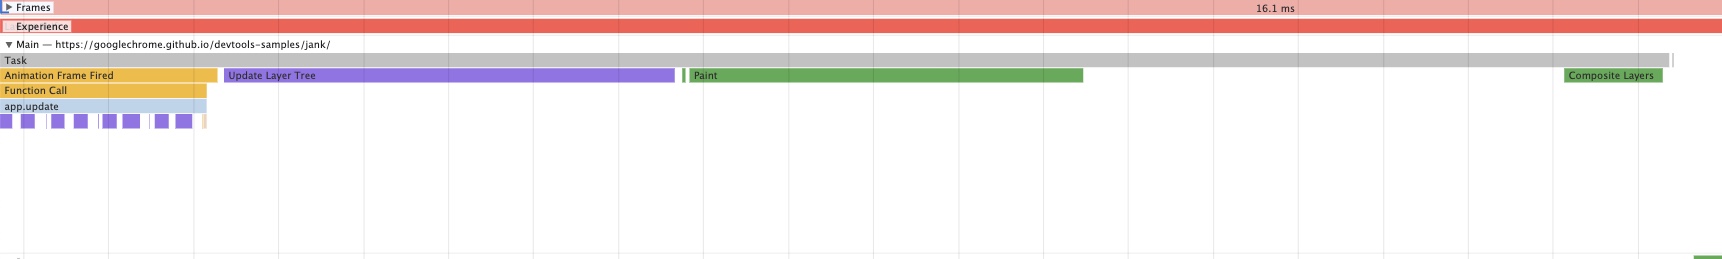 Frames
16.1 ms
Experience
Main — https://googlechrome.github.io/devtools-samples/jank/
Task
Animation Frame Fired Update Layer Tree Paint Composite Layers
Function Call
app.update